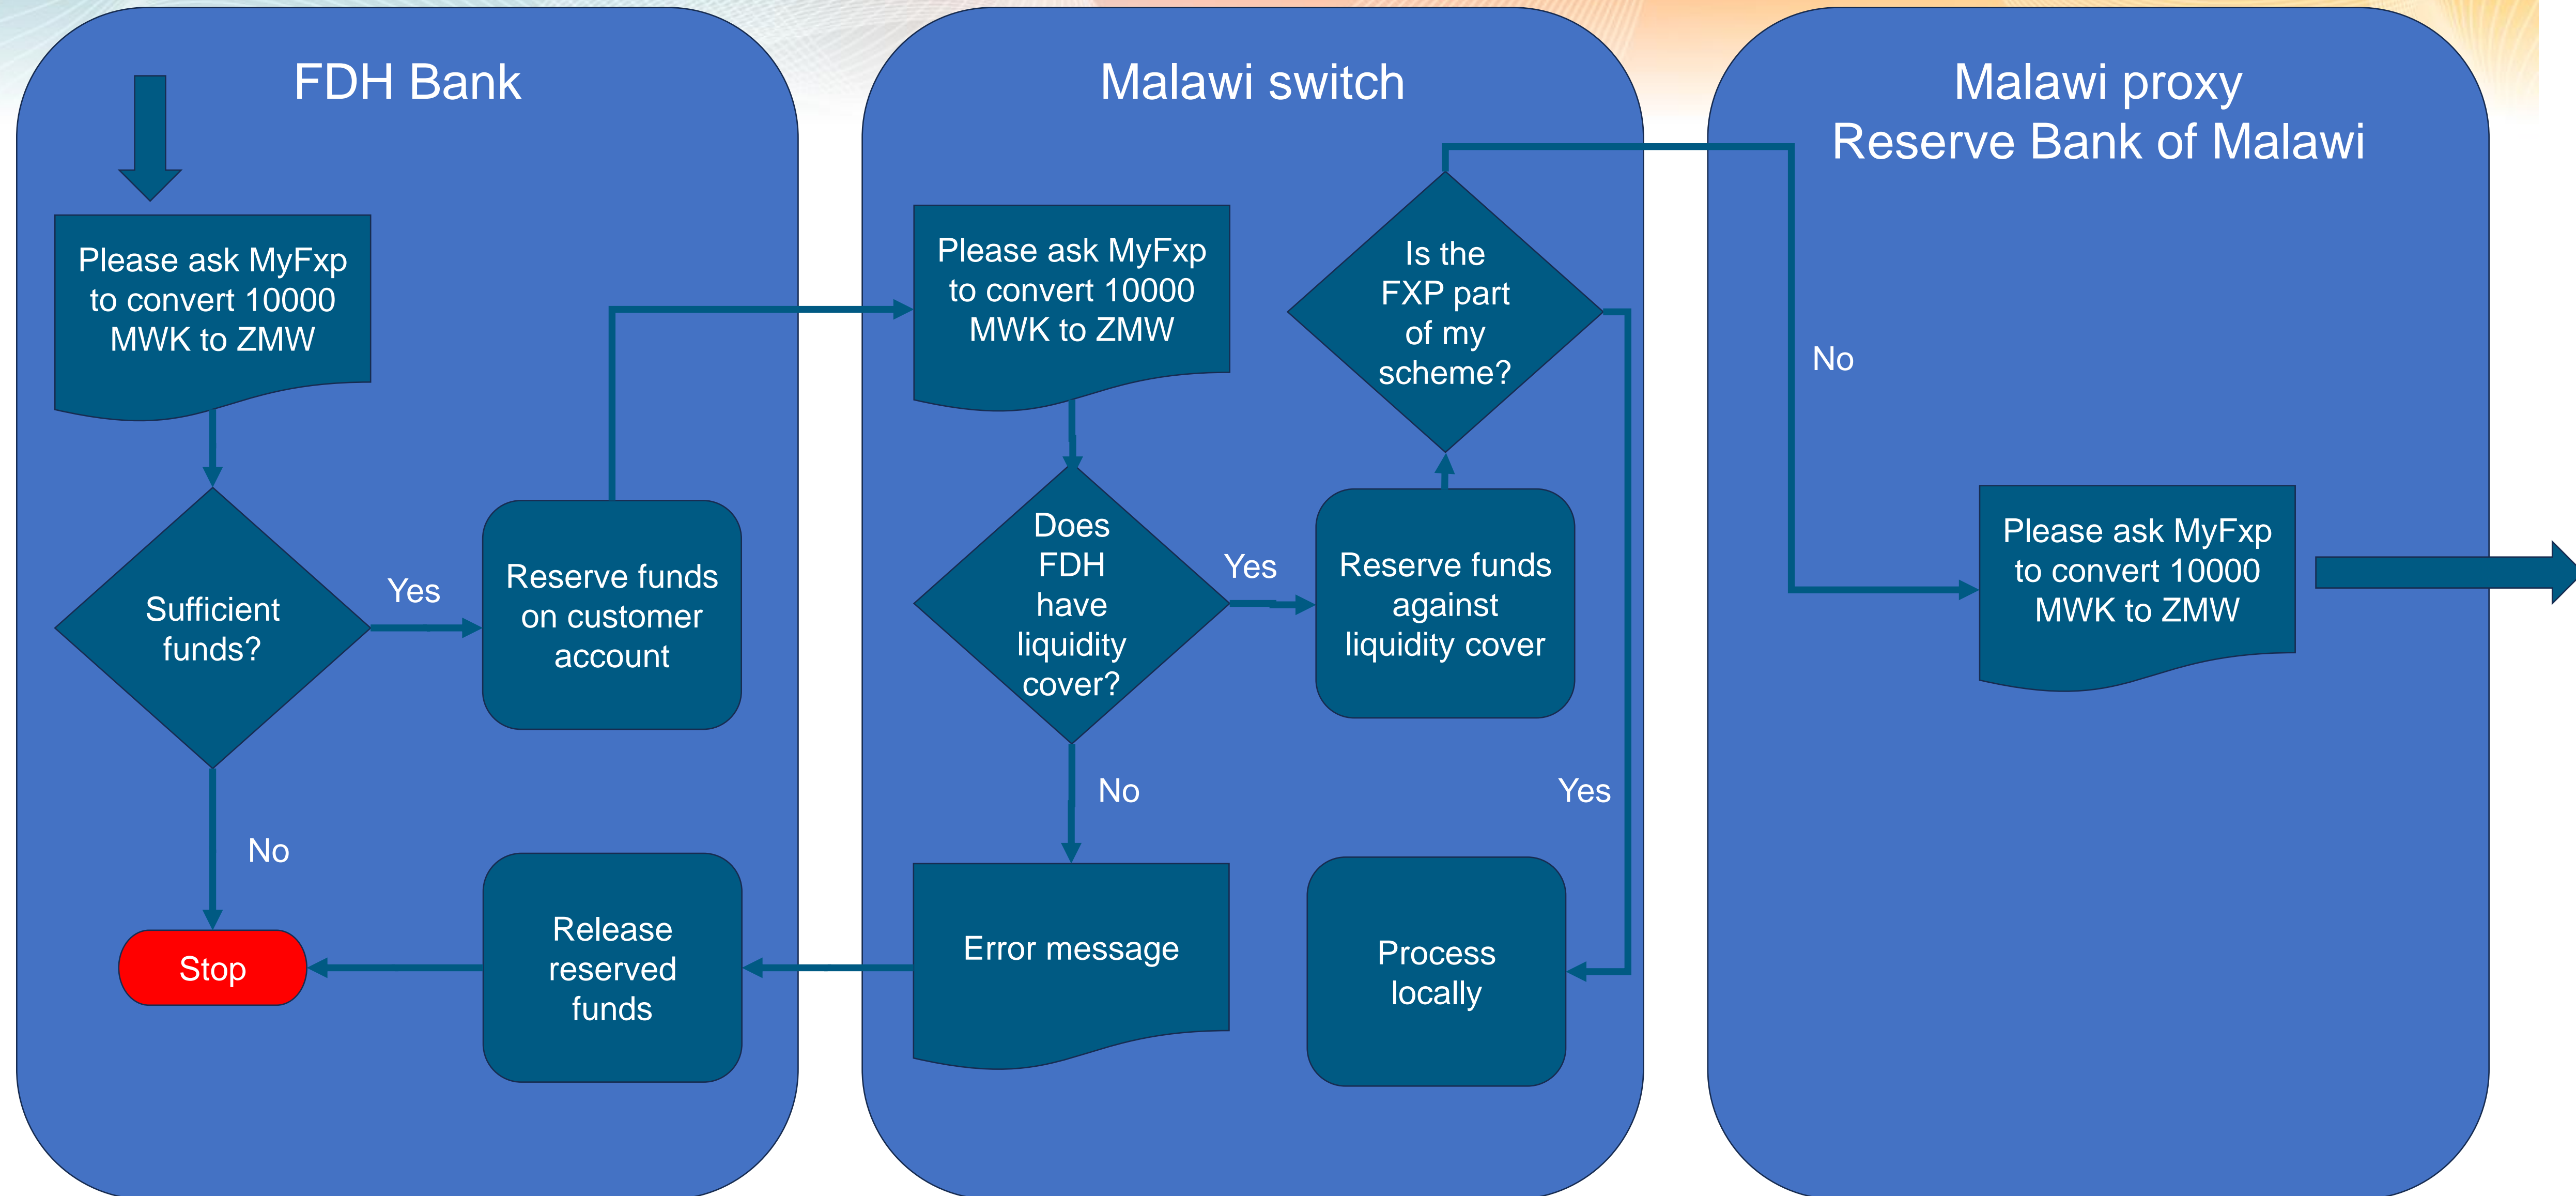 FDH Bank
Please ask MyFxp
to convert 10000
MWK to ZMW
Sufficient
funds?
Yes
Reserve funds
on customer
account
No
Stop
Release
reserved
funds
Malawi switch
Please ask MyFxp
to convert 10000
MWK to ZMW
Does
FDH
have
liquidity
cover?
Yes
Reserve funds
against
liquidity cover
Is the
FXP part
of my
scheme?
No
Error message
Yes
Process
locally
Malawi proxy
Reserve Bank of Malawi
No
Please ask MyFxp
to convert 10000
MWK to ZMW